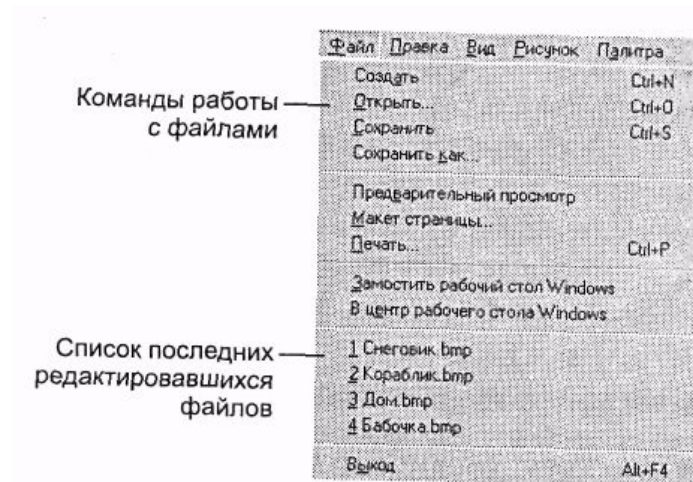 Файл Правка Вид Рисунок Палитра
Создать Ctrl+N
Открыть... Ctrl+O
Сохранить Ctrl+S
Сохранить как...
Команды работы
с файлами
Предварительный просмотр
Макет страницы...
Печать... Ctrl+P
Замостить рабочий стол Windows
В центр рабочего стола Windows
Список последних
редактировавшихся
файлов
1 Снеговик.bmp
2 Кораблик.bmp
3 Дом.bmp
4 Бабочка.bmp
Выход Alt+F4